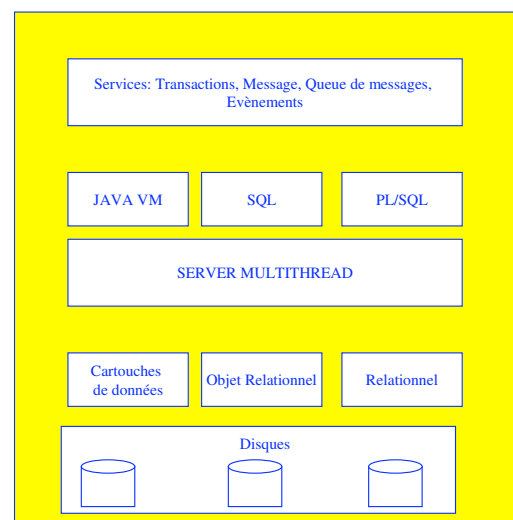 Services: Transactions, Message, Queue de messages,
Evènements
JAVA VM
SQL
PL/SQL
SERVER MULTITHREAD
Cartouches
de données
Objet Relationnel
Relationnel
Disques